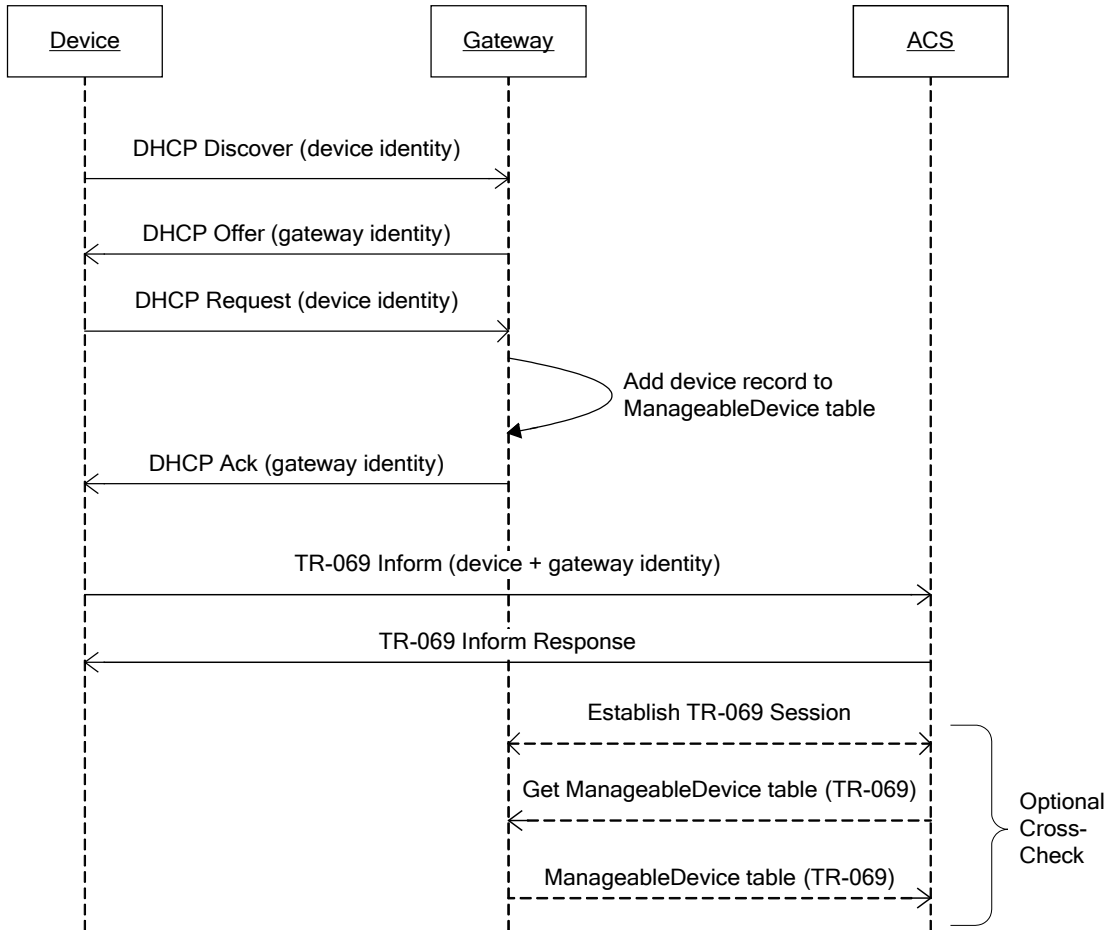 Device
Gateway
ACS
DHCP Discover (device identity)
DHCP Offer (gateway identity)
DHCP Request (device identity)
Add device record to
ManageableDevice table
DHCP Ack (gateway identity)
TR-069 Inform (device + gateway identity)
TR-069 Inform Response
Establish TR-069 Session
Get ManageableDevice table (TR-069)
Optional
Cross-
Check
ManageableDevice table (TR-069)